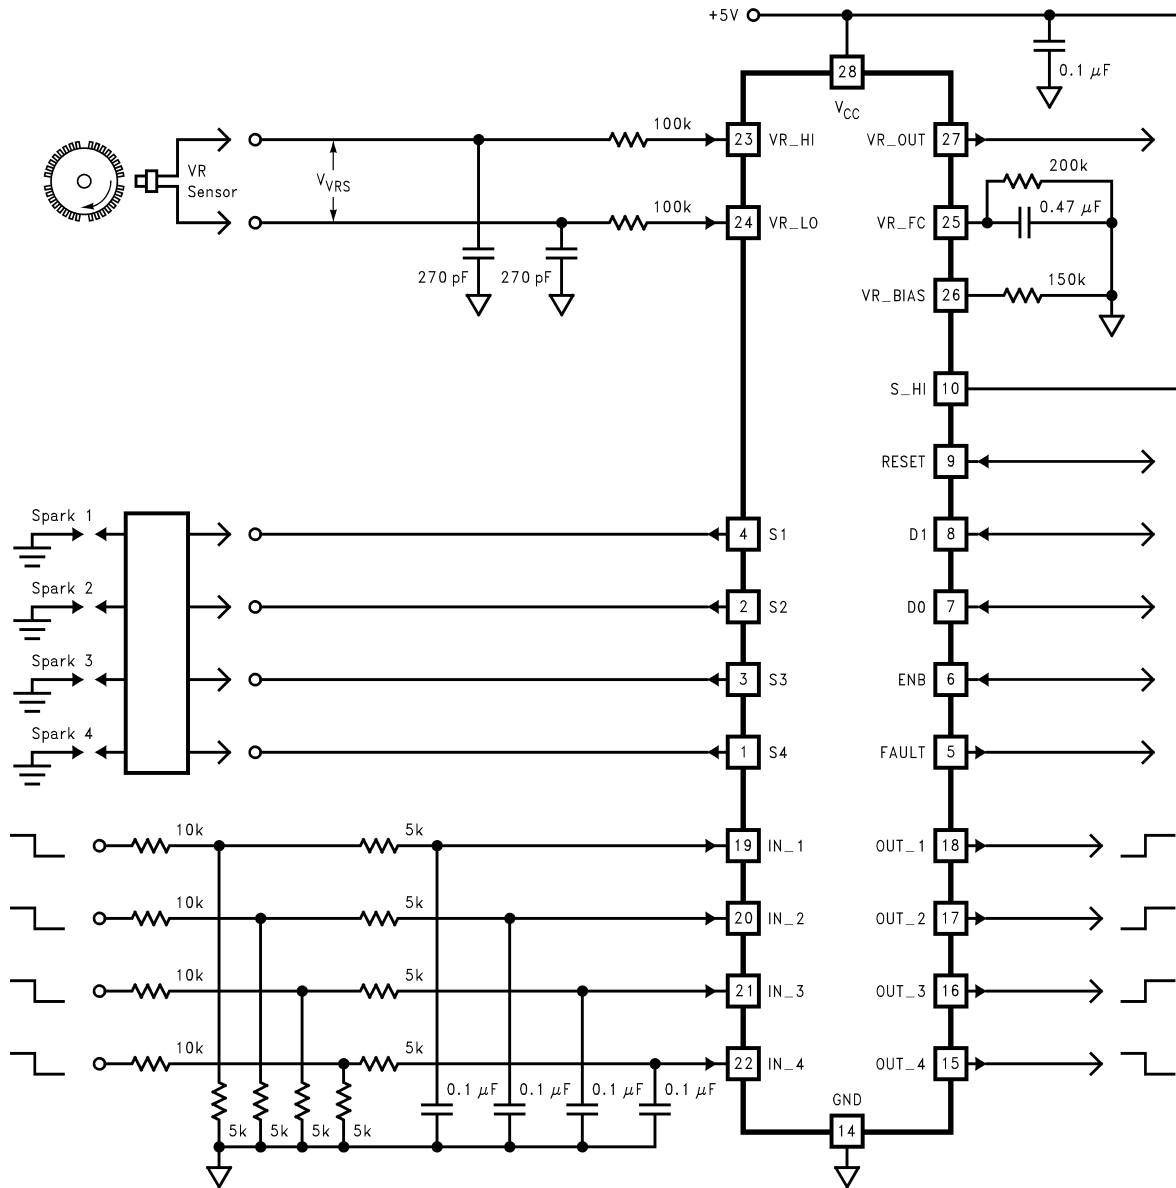 +5V
0.1 μF
28
VCC
100k
23 VR_HI
VR_OUT 27
VR
Sensor
VVRS
200k
0.47 μF
100k
24 VR_LO
VR_FC 25
270 pF 270 pF
150k
VR_BIAS 26
S_HI 10
RESET 9
Spark 1
4 S1
D1 8
Spark 2
2 S2
D0 7
Spark 3
3 S3
ENB 6
Spark 4
1 S4
FAULT 5
10k 5k
19 IN_1
OUT_1 18
10k 5k
20 IN_2
OUT_2 17
10k 5k
21 IN_3
OUT_3 16
10k 5k
22 IN_4
OUT_4 15
0.1 μF 0.1 μF 0.1 μF 0.1 μF
5k 5k 5k 5k
GND
14